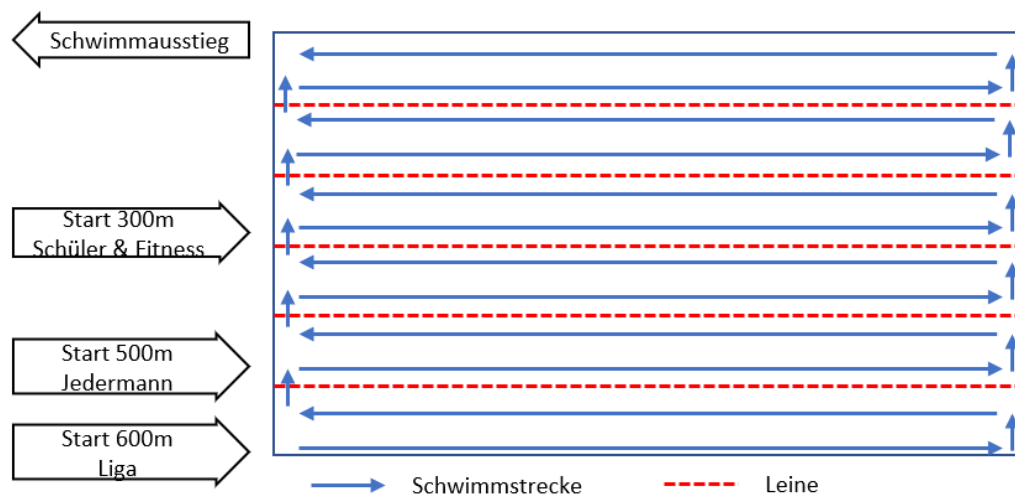 Schwimmausstieg
Start 300m
Schüler & Fitness
Start 500m
Jedermann
Start 600m
Liga
Schwimmstrecke
Leine